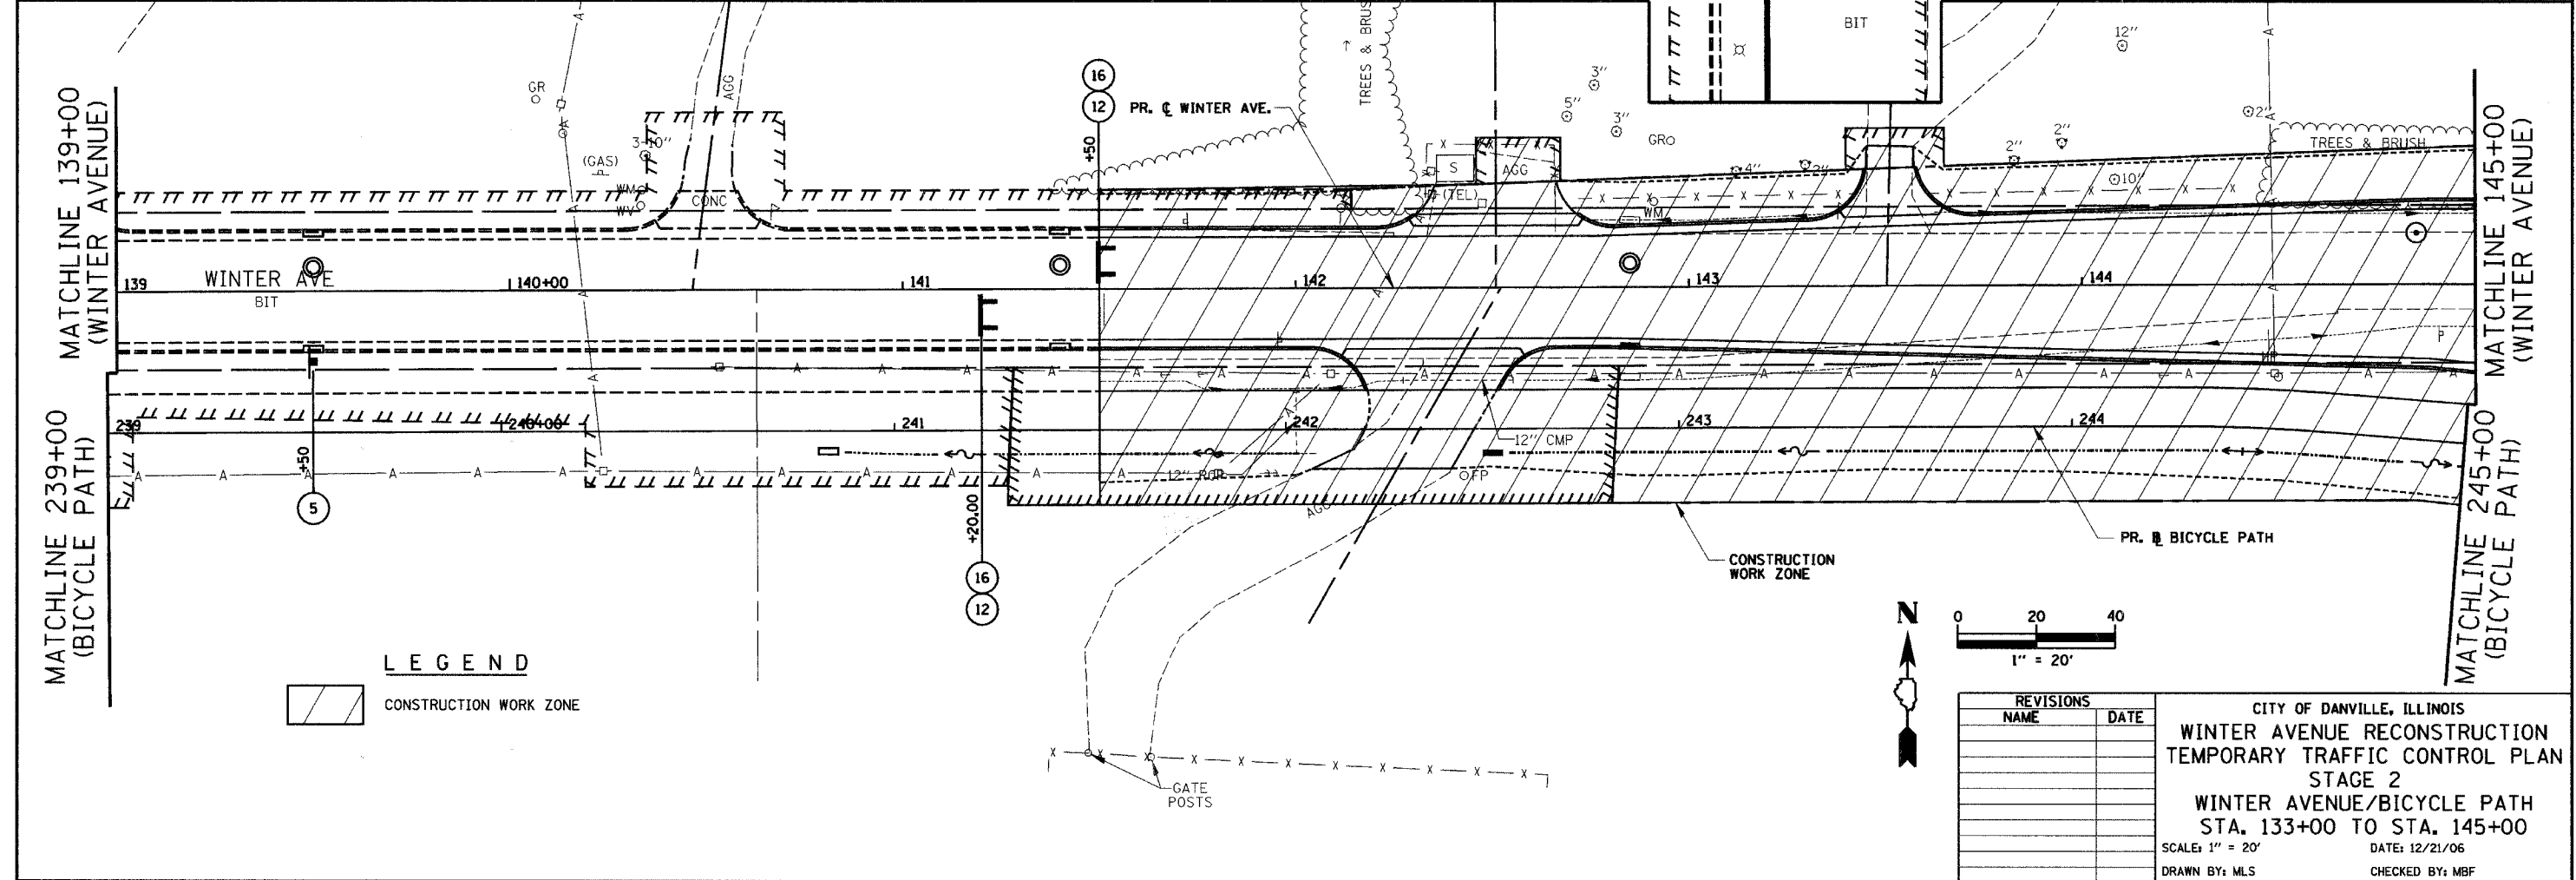 TREES & BRUSH
BIT
12"
GR
AGG
16
12
+50
PR. ℄ WINTER AVE.
3"
5"
3"
GR
MATCHLINE 139+00
(WINTER AVENUE)
3-10"
(GAS)
WM
WV
CONC
S
AGG
(TEL)
4"
2"
WM
2"
2"
2"
10"
TREES & BRUSH
MATCHLINE 145+00
(WINTER AVENUE)
WINTER AVE
BIT
139
140+00
141
142
143
144
MATCHLINE 239+00
(BICYCLE PATH)
239
240+00
241
242
243
244
+50
5
12" CMP
12" RCP
FP
AGG
+20.00
16
12
CONSTRUCTION
WORK ZONE
PR. ⅊ BICYCLE PATH
MATCHLINE 245+00
(BICYCLE PATH)
LEGEND
CONSTRUCTION WORK ZONE
GATE
POSTS
N
0 20 40
1" = 20'
REVISIONS
NAME DATE
CITY OF DANVILLE, ILLINOIS
WINTER AVENUE RECONSTRUCTION
TEMPORARY TRAFFIC CONTROL PLAN
STAGE 2
WINTER AVENUE/BICYCLE PATH
STA. 133+00 TO STA. 145+00
SCALE: 1" = 20' DATE: 12/21/06
DRAWN BY: MLS CHECKED BY: MBF